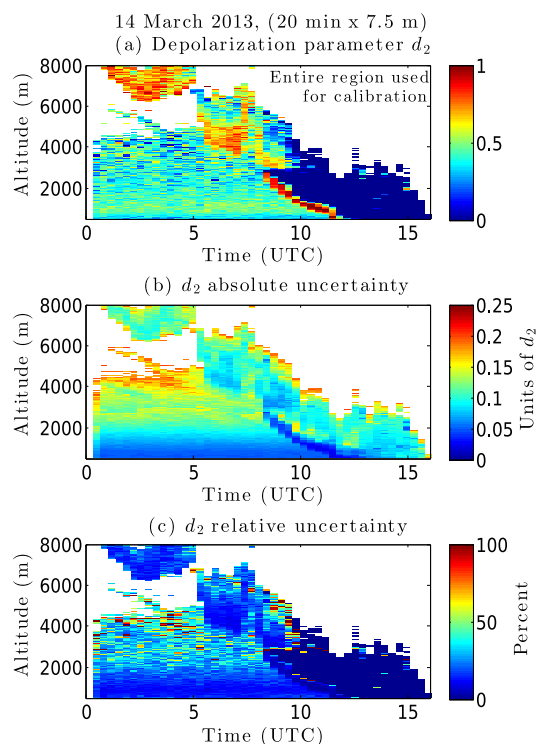 14 March 2013, (20 min x 7.5 m)
(a) Depolarization parameter d₂
Entire region used
for calibration
Altitude (m)
8000
6000
4000
2000
0
5
10
15
Time (UTC)
1
0.5
0
(b) d₂ absolute uncertainty
Altitude (m)
8000
6000
4000
2000
0
5
10
15
Time (UTC)
0.25
0.2
0.15
0.1
0.05
0
Units of d₂
(c) d₂ relative uncertainty
Altitude (m)
8000
6000
4000
2000
0
5
10
15
Time (UTC)
100
50
0
Percent